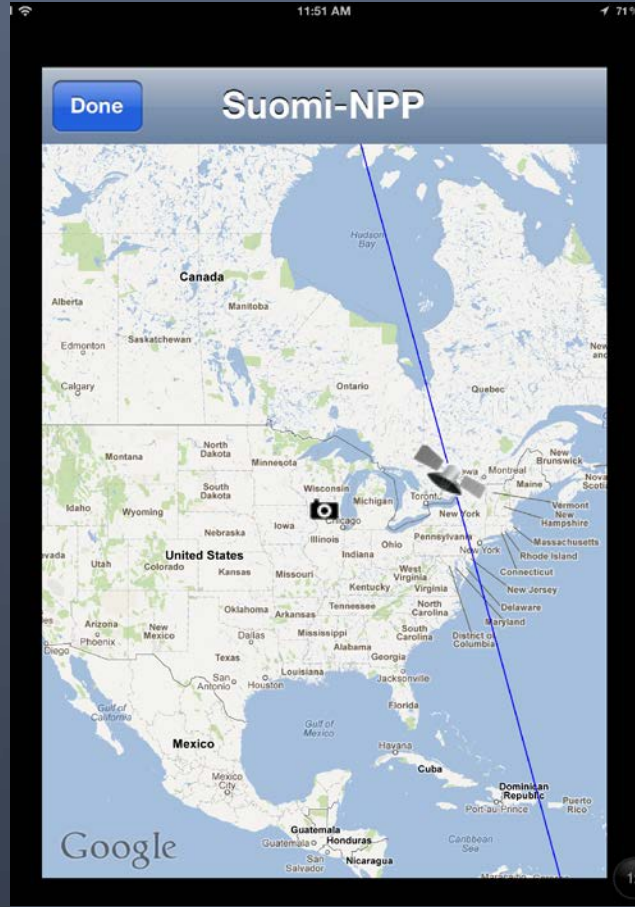 11:51 AM
71%
Done
Suomi-NPP
Hudson
Bay
Canada
Alberta
Manitoba
Edmonton
Saskatchewan
Calgary
Ontario
Quebec
North
Dakota
Montana
Minnesota
Montreal
New
Brunswick
Maine
Nova
South
Dakota
Wisconsin
Michigan
Idaho
Wyoming
Vermont
New
Hampshire
New York
Iowa
Chicago
Nebraska
Illinois
Ohio
Pennsylvania
Massachusetts
Rhode Island
Connecticut
New York
Indiana
United States
Utah
Colorado
Kansas
Missouri
West
Virginia
Kentucky
Virginia
New Jersey
Delaware
Maryland
Oklahoma
Arkansas
Tennessee
North
Carolina
Arizona
Phoenix
New
Mexico
Dallas
Mississippi
South
Carolina
District of
Columbia
Alabama
Georgia
Texas
San
Antonio
Houston
Louisiana
Jacksonville
Florida
Gulf of
California
Gulf of
Mexico
Mexico
Havana
Cuba
Mexico
City
Dominican
Republic
Port-au-Prince
Puerto
Rico
Guatemala
Guatemala
Honduras
Caribbean
Sea
San
Salvador
Nicaragua
Google